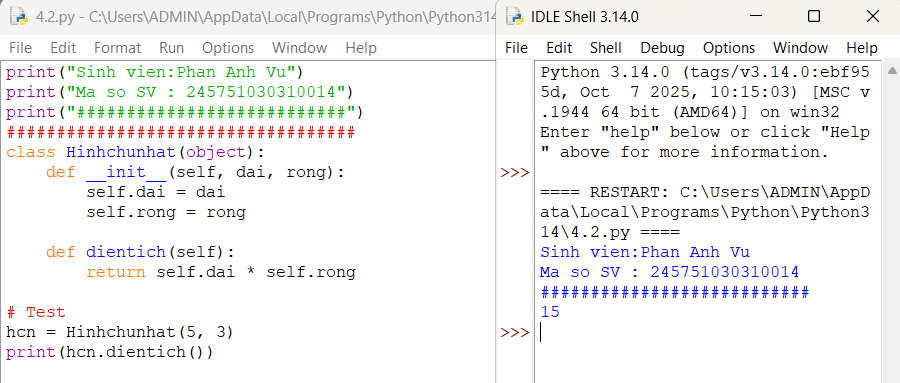 4.2.py - C:\Users\ADMIN\AppData\Local\Programs\Python\Python314
File Edit Format Run Options Window Help
print("Sinh vien:Phan Anh Vu")
print("Ma so SV : 245751030310014")
print("###########################")
###################################
class Hinhchunhat(object):
    def __init__(self, dai, rong):
        self.dai = dai
        self.rong = rong
    def dientich(self):
        return self.dai * self.rong
# Test
hcn = Hinhchunhat(5, 3)
print(hcn.dientich())
IDLE Shell 3.14.0
File Edit Shell Debug Options Window Help
Python 3.14.0 (tags/v3.14.0:ebf95
5d, Oct  7 2025, 10:15:03) [MSC v
.1944 64 bit (AMD64)] on win32
Enter "help" below or click "Help
" above for more information.
>>>
==== RESTART: C:\Users\ADMIN\AppD
ata\Local\Programs\Python\Python3
14\4.2.py ====
Sinh vien:Phan Anh Vu
Ma so SV : 245751030310014
###########################
15
>>>